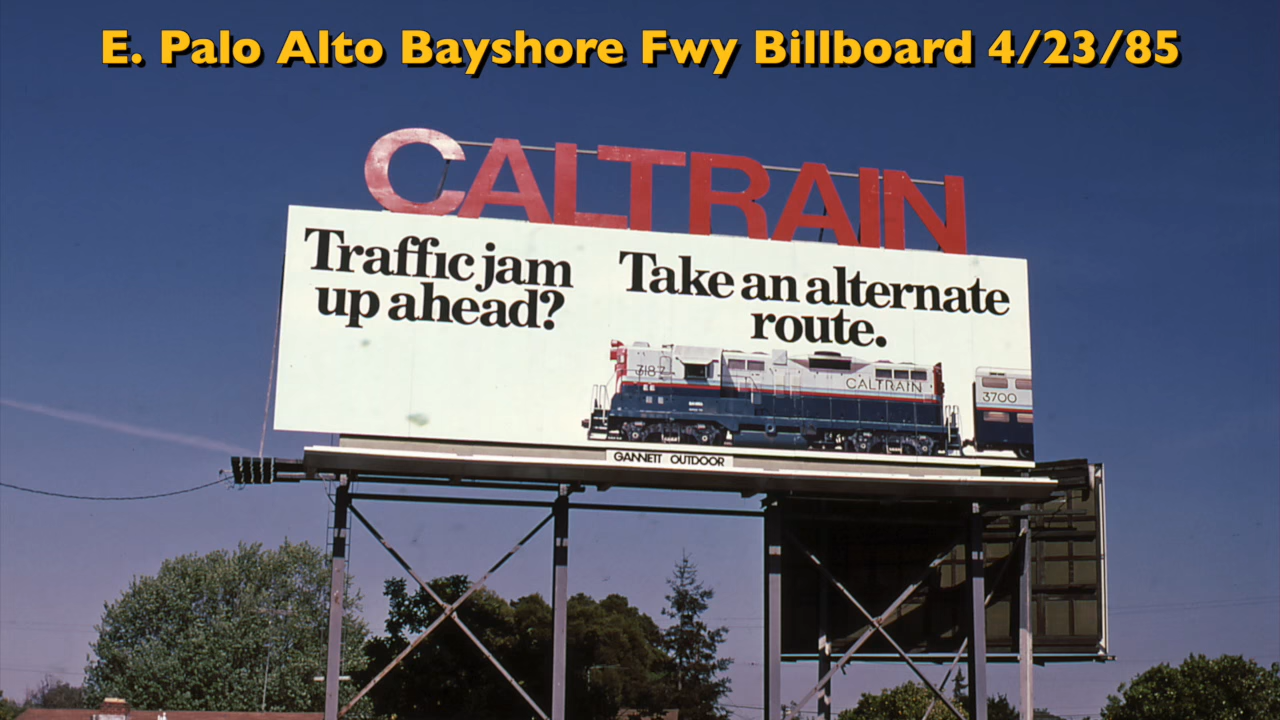 E. Palo Alto Bayshore Fwy Billboard 4/23/85
CALTRAIN
Traffic jam
up ahead?
Take an alternate
route.
3187
CALTRAIN
3700
GANNETT OUTDOOR